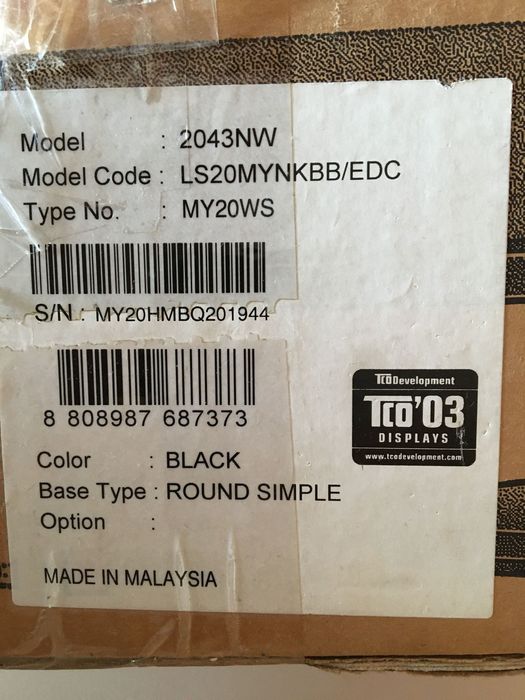 Model : 2043NW
Model Code : LS20MYNKBB/EDC
Type No. : MY20WS
S/N : MY20HMBQ201944
8 808987 687373
Color : BLACK
Base Type : ROUND SIMPLE
Option :
MADE IN MALAYSIA
TCO Development
TCO'03
DISPLAYS
www.tcodevelopment.com